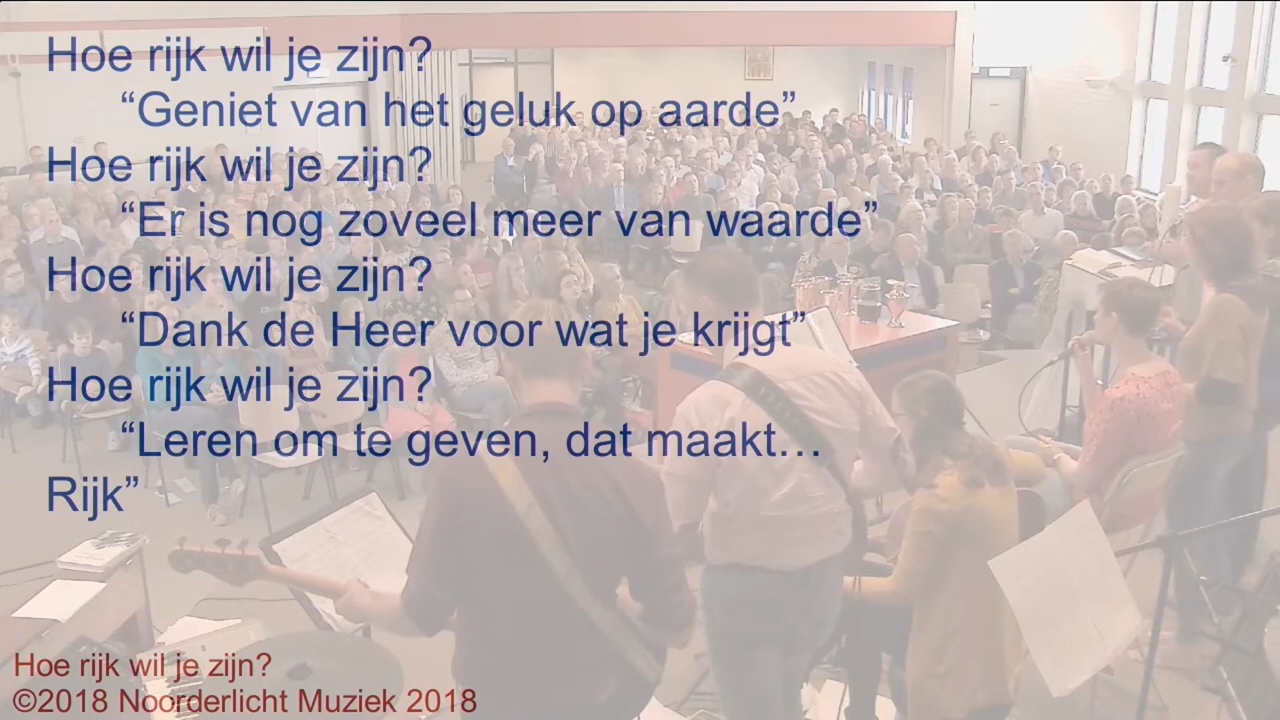 Hoe rijk wil je zijn?
“Geniet van het geluk op aarde”
Hoe rijk wil je zijn?
“Er is nog zoveel meer van waarde”
Hoe rijk wil je zijn?
“Dank de Heer voor wat je krijgt”
Hoe rijk wil je zijn?
“Leren om te geven, dat maakt…
Rijk”
Hoe rijk wil je zijn?
©2018 Noorderlicht Muziek 2018